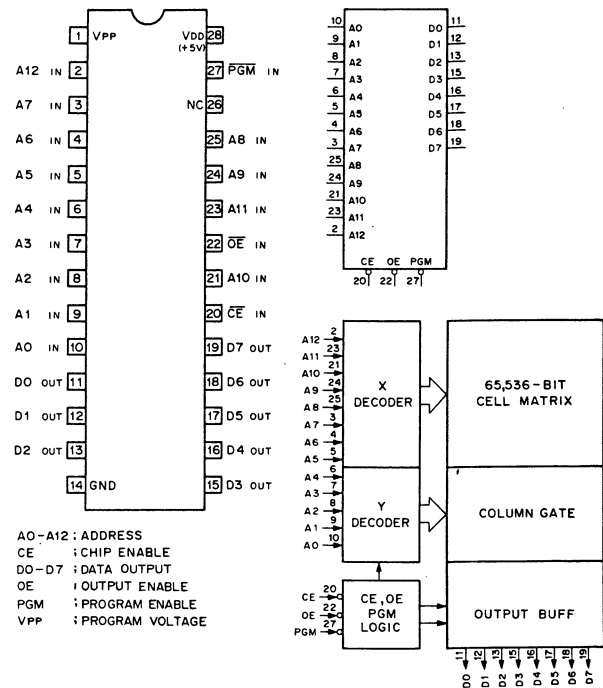 1 VPP VDD 28
(+5V)
A12 IN 2 27 PGM IN
A7 IN 3 NC 26
A6 IN 4 25 A8 IN
A5 IN 5 24 A9 IN
A4 IN 6 23 A11 IN
A3 IN 7 22 OE IN
A2 IN 8 21 A10 IN
A1 IN 9 20 CE IN
A0 IN 10 19 D7 OUT
D0 OUT 11 18 D6 OUT
D1 OUT 12 17 D5 OUT
D2 OUT 13 16 D4 OUT
14 GND 15 D3 OUT
A0-A12 ; ADDRESS
CE ; CHIP ENABLE
D0-D7 ; DATA OUTPUT
OE ; OUTPUT ENABLE
PGM ; PROGRAM ENABLE
VPP ; PROGRAM VOLTAGE
10 A0 D0 11
9 A1 D1 12
8 A2 D2 13
7 A3 D3 15
6 A4 D4 16
5 A5 D5 17
4 A6 D6 18
3 A7 D7 19
25 A8
24 A9
21 A10
23 A11
2 A12
CE OE PGM
20 22 27
A12 2
A11 23
A10 21
A9 24
A8 25
A7 3
A6 4
A5 5
A4 6
A3 7
A2 8
A1 9
A0 10
X
DECODER
65,536-BIT
CELL MATRIX
Y
DECODER
COLUMN GATE
CE 20
OE 22
PGM 27
CE, OE
PGM
LOGIC
OUTPUT BUFF
11 12 13 15 16 17 18 19
D0 D1 D2 D3 D4 D5 D6 D7